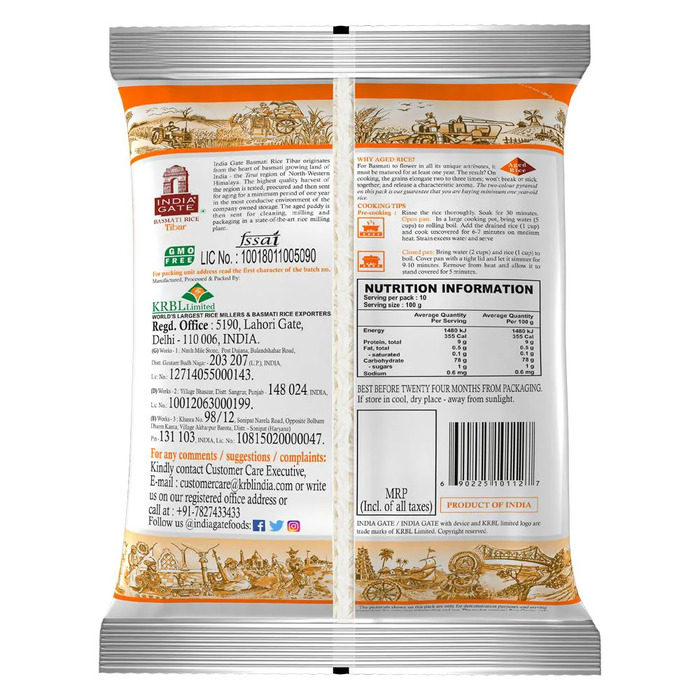 INDIA
GATE
BASMATI RICE
Tibar
India Gate Basmati Rice Tibar originates
from the heart of basmati growing land of
India - the Terai region of North-Western
Himalaya. The highest quality harvest of
the region is tested, procured and then sent
for aging for a minimum period of one year
in the most conducive environment of the
company owned storage. The aged paddy is
then sent for cleaning, milling and
packaging in a state-of-the-art rice milling
plant.
GMO
FREE
fssai
LIC No. : 10018011005090
For packing unit address read the first character of the batch no.
Manufactured, Processed & Packed By:
KRBL Limited
WORLD'S LARGEST RICE MILLERS & BASMATI RICE EXPORTERS
Regd. Office : 5190, Lahori Gate,
Delhi - 110 006, INDIA.
(G) Works - 1 : Ninth Mile Stone, Post Dujana, Bulandshahar Road,
Distt. Gautam Budh Nagar - 203 207 (U.P.), INDIA,
Lic No.: 12714055000143.
(D) Works - 2 : Village Bhasaur, Distt. Sangrur, Punjab - 148 024, INDIA,
Lic No.: 10012063000199.
(B) Works - 3 : Khasra No. 98/12, Sonipat Narela Road, Opposite Bolbum
Dharm Kanta, Village Akbarpur Barota, Distt. - Sonipat (Haryana)
Pin - 131 103, INDIA, Lic. No.: 10815020000047.
For any comments / suggestions / complaints:
Kindly contact Customer Care Executive,
E-mail : customercare@krblindia.com or write
us on our registered office address or
call at : +91-7827433433
Follow us @indiagatefoods:
WHY AGED RICE?
For Basmati to flower in all its unique attributes, it
must be matured for at least one year. The result? On
cooking, the grains elongate two to three times; won't break or stick
together; and release a characteristic aroma. The two-colour pyramid
on this pack is our guarantee that you are buying minimum one year-old
rice.
Aged
Rice
COOKING TIPS
Pre-cooking : Rinse the rice thoroughly. Soak for 30 minutes.
Open pan: In a large cooking pot, bring water (5
cups) to rolling boil. Add the drained rice (1 cup)
and cook uncovered for 6-7 minutes on medium
heat. Strain excess water and serve
Closed pan: Bring water (2 cups) and rice (1 cup) to
boil. Cover pan with a tight lid and let it simmer for
9-10 minutes. Remove from heat and allow it to
stand covered for 5 minutes.
NUTRITION INFORMATION
Serving per pack : 10
Serving size : 100 g
Average Quantity Per Serving Average Quantity Per 100 g
Energy 1480 kJ 1480 kJ
355 Cal 355 Cal
Protein, total 9 g 9 g
Fat, total 0.5 g 0.5 g
- saturated 0.1 g 0.1 g
Carbohydrate 78 g 78 g
- sugars 1 g 1 g
Sodium 0.6 mg 0.6 mg
BEST BEFORE TWENTY FOUR MONTHS FROM PACKAGING.
If store in cool, dry place - away from sunlight.
MRP
(Incl. of all taxes)
6 90225 10112 7
PRODUCT OF INDIA
INDIA GATE / INDIA GATE with device and KRBL limited logo are
trade marks of KRBL Limited. Copyright reserved.
The pictorials shown on this pack are only for demonstration purposes and serving